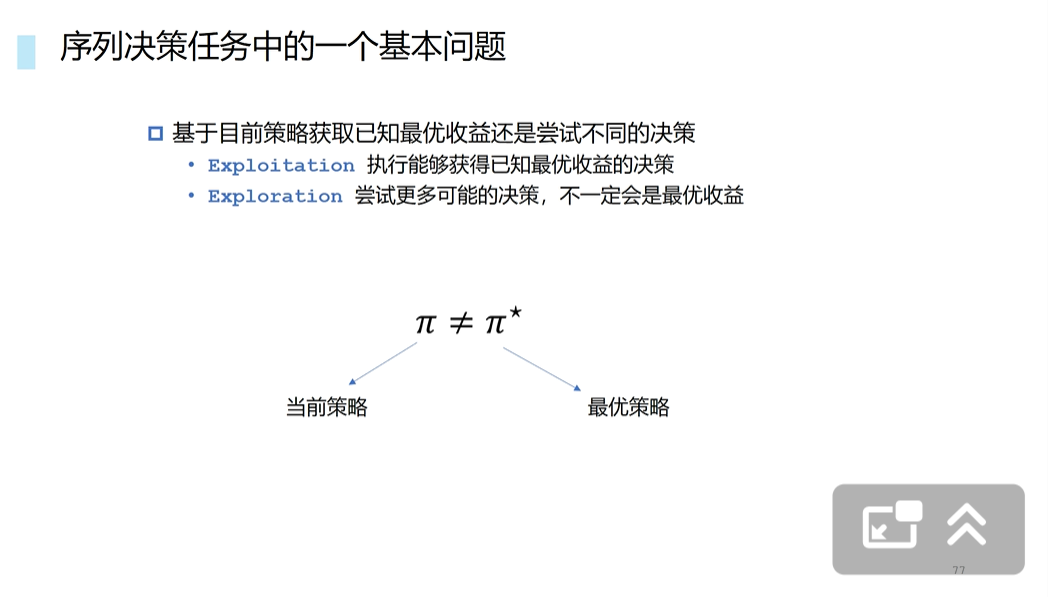 序列决策任务中的一个基本问题
基于目前策略获取已知最优收益还是尝试不同的决策
• Exploitation 执行能够获得已知最优收益的决策
• Exploration 尝试更多可能的决策，不一定会是最优收益
π ≠ π*
当前策略 最优策略
77